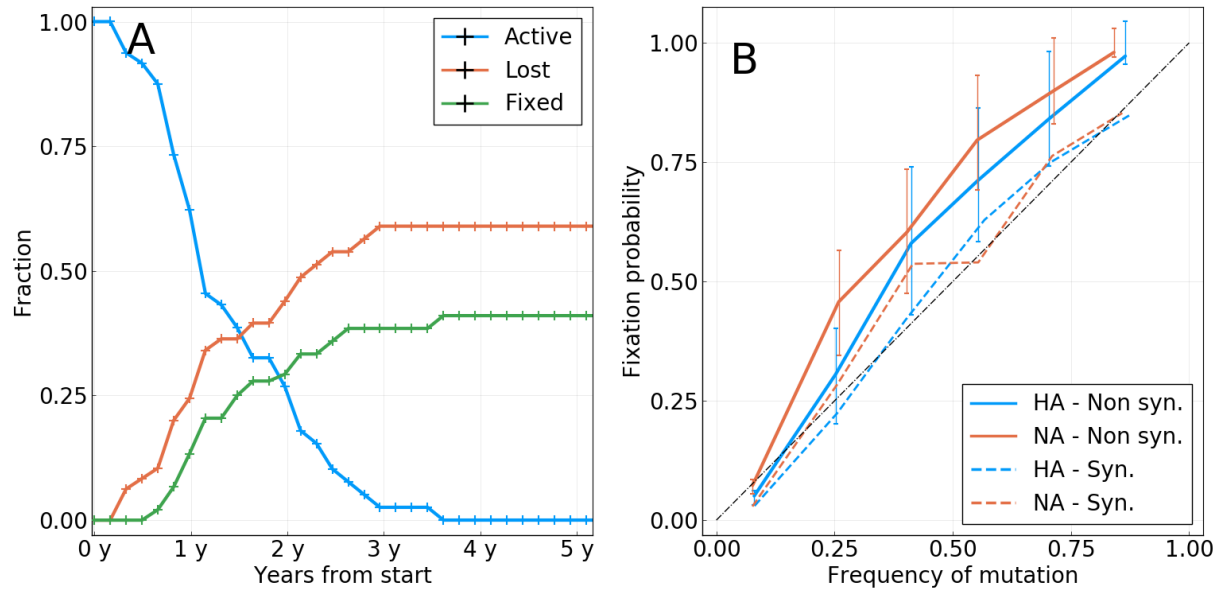 A
1.00
0.75
0.50
0.25
0.00
Fraction
0 y 1 y 2 y 3 y 4 y 5 y
Years from start
Active
Lost
Fixed
B
1.00
0.75
0.50
0.25
0.00
Fixation probability
0.00 0.25 0.50 0.75 1.00
Frequency of mutation
HA - Non syn.
NA - Non syn.
HA - Syn.
NA - Syn.